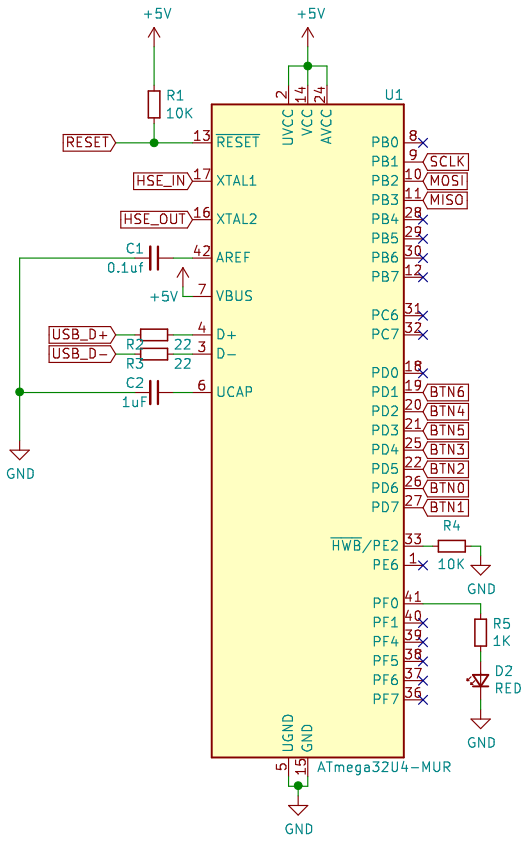 +5V
+5V
R1
10K
2
14
24
U1
UVCC
VCC
AVCC
RESET
13
RESET
PB0
8
PB1
9
SCLK
HSE_IN
17
XTAL1
PB2
10
MOSI
PB3
11
MISO
HSE_OUT
16
XTAL2
PB4
28
PB5
29
C1
0.1uf
42
AREF
PB6
30
PB7
12
+5V
7
VBUS
PC6
31
PC7
32
USB_D+
R2
22
4
D+
USB_D-
R3
22
3
D-
PD0
18
C2
1uF
6
UCAP
PD1
19
BTN6
PD2
20
BTN4
PD3
21
BTN5
PD4
25
BTN3
PD5
22
BTN2
PD6
26
BTN0
PD7
27
BTN1
GND
R4
10K
HWB/PE2
33
PE6
1
GND
PF0
41
PF1
40
PF4
39
PF5
38
PF6
37
PF7
36
R5
1K
D2
RED
GND
UGND
GND
5
15
ATmega32U4-MUR
GND